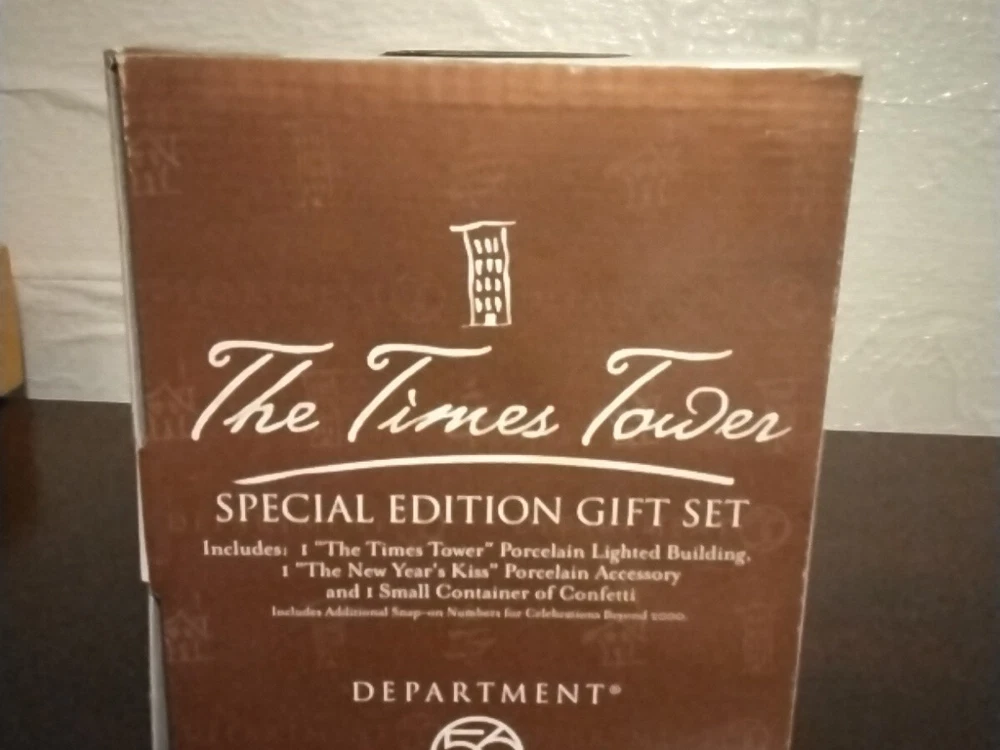 The Times Tower
SPECIAL EDITION GIFT SET
Includes: 1 "The Times Tower" Porcelain Lighted Building,
1 "The New Year's Kiss" Porcelain Accessory
and 1 Small Container of Confetti
Includes Additional Snap-on Numbers for Celebrations Beyond 2000.
DEPARTMENT®
56